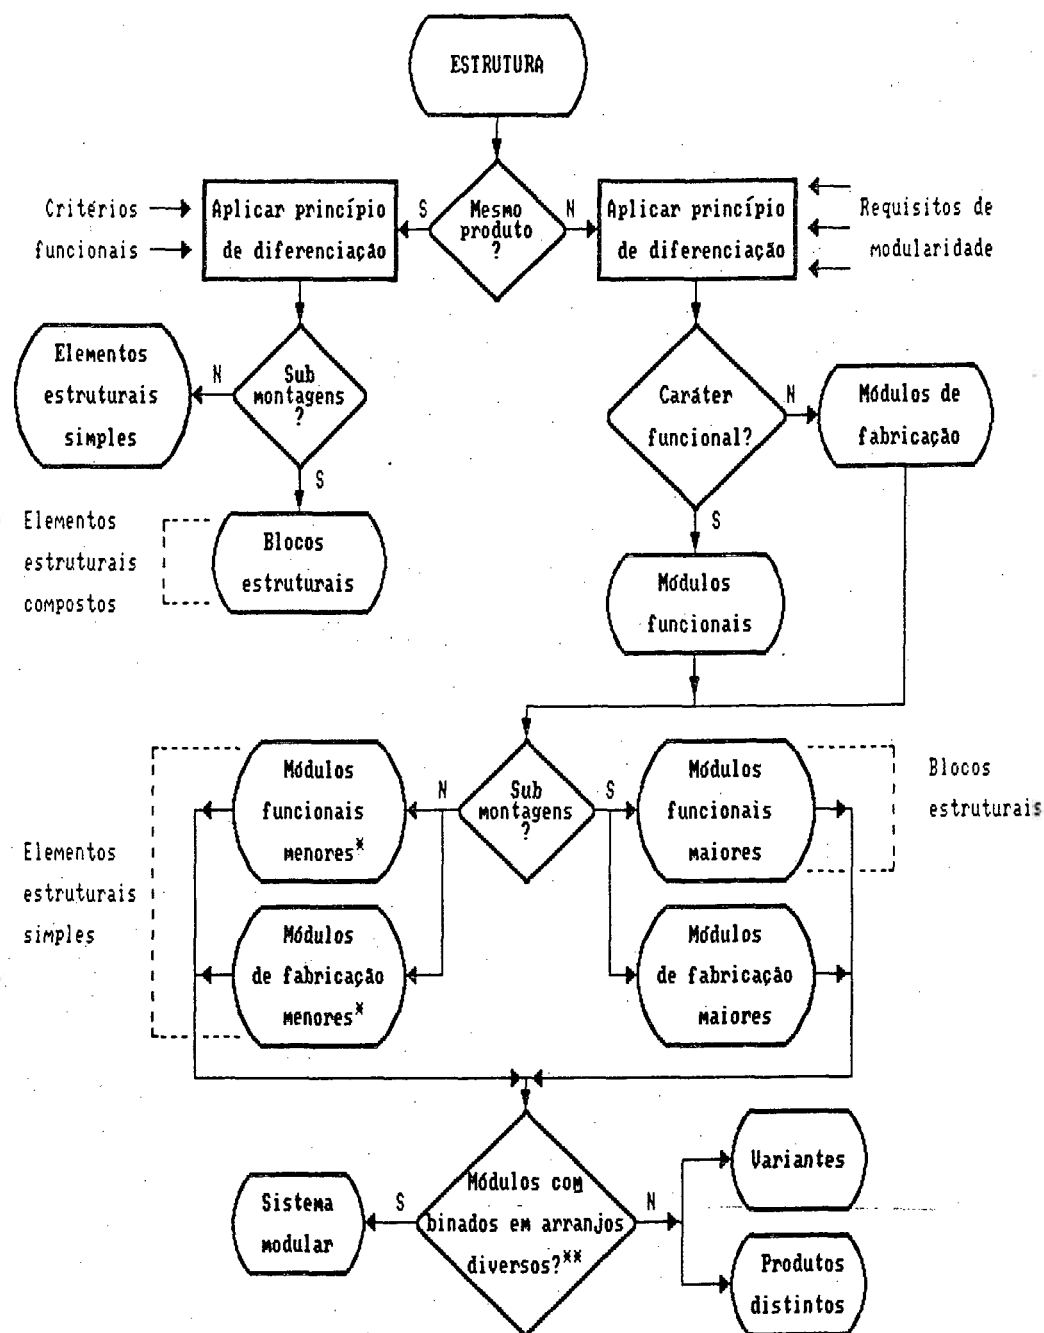 ESTRUTURA
Critérios
funcionais
Aplicar princípio
de diferenciação
S
Mesmo
produto
?
N
Aplicar princípio
de diferenciação
Requisitos de
modularidade
Elementos
estruturais
simples
N
Sub
montagens
?
S
Caráter
funcional?
N
Módulos de
fabricação
S
Elementos
estruturais
compostos
Blocos
estruturais
Módulos
funcionais
Elementos
estruturais
simples
Módulos
funcionais
menores*
N
Sub
montagens
?
S
Módulos
funcionais
maiores
Blocos
estruturais
Módulos
de fabricação
menores*
Módulos
de fabricação
maiores
Sistema
modular
S
Módulos com
binados em arranjos
diversos?**
N
Variantes
Produtos
distintos